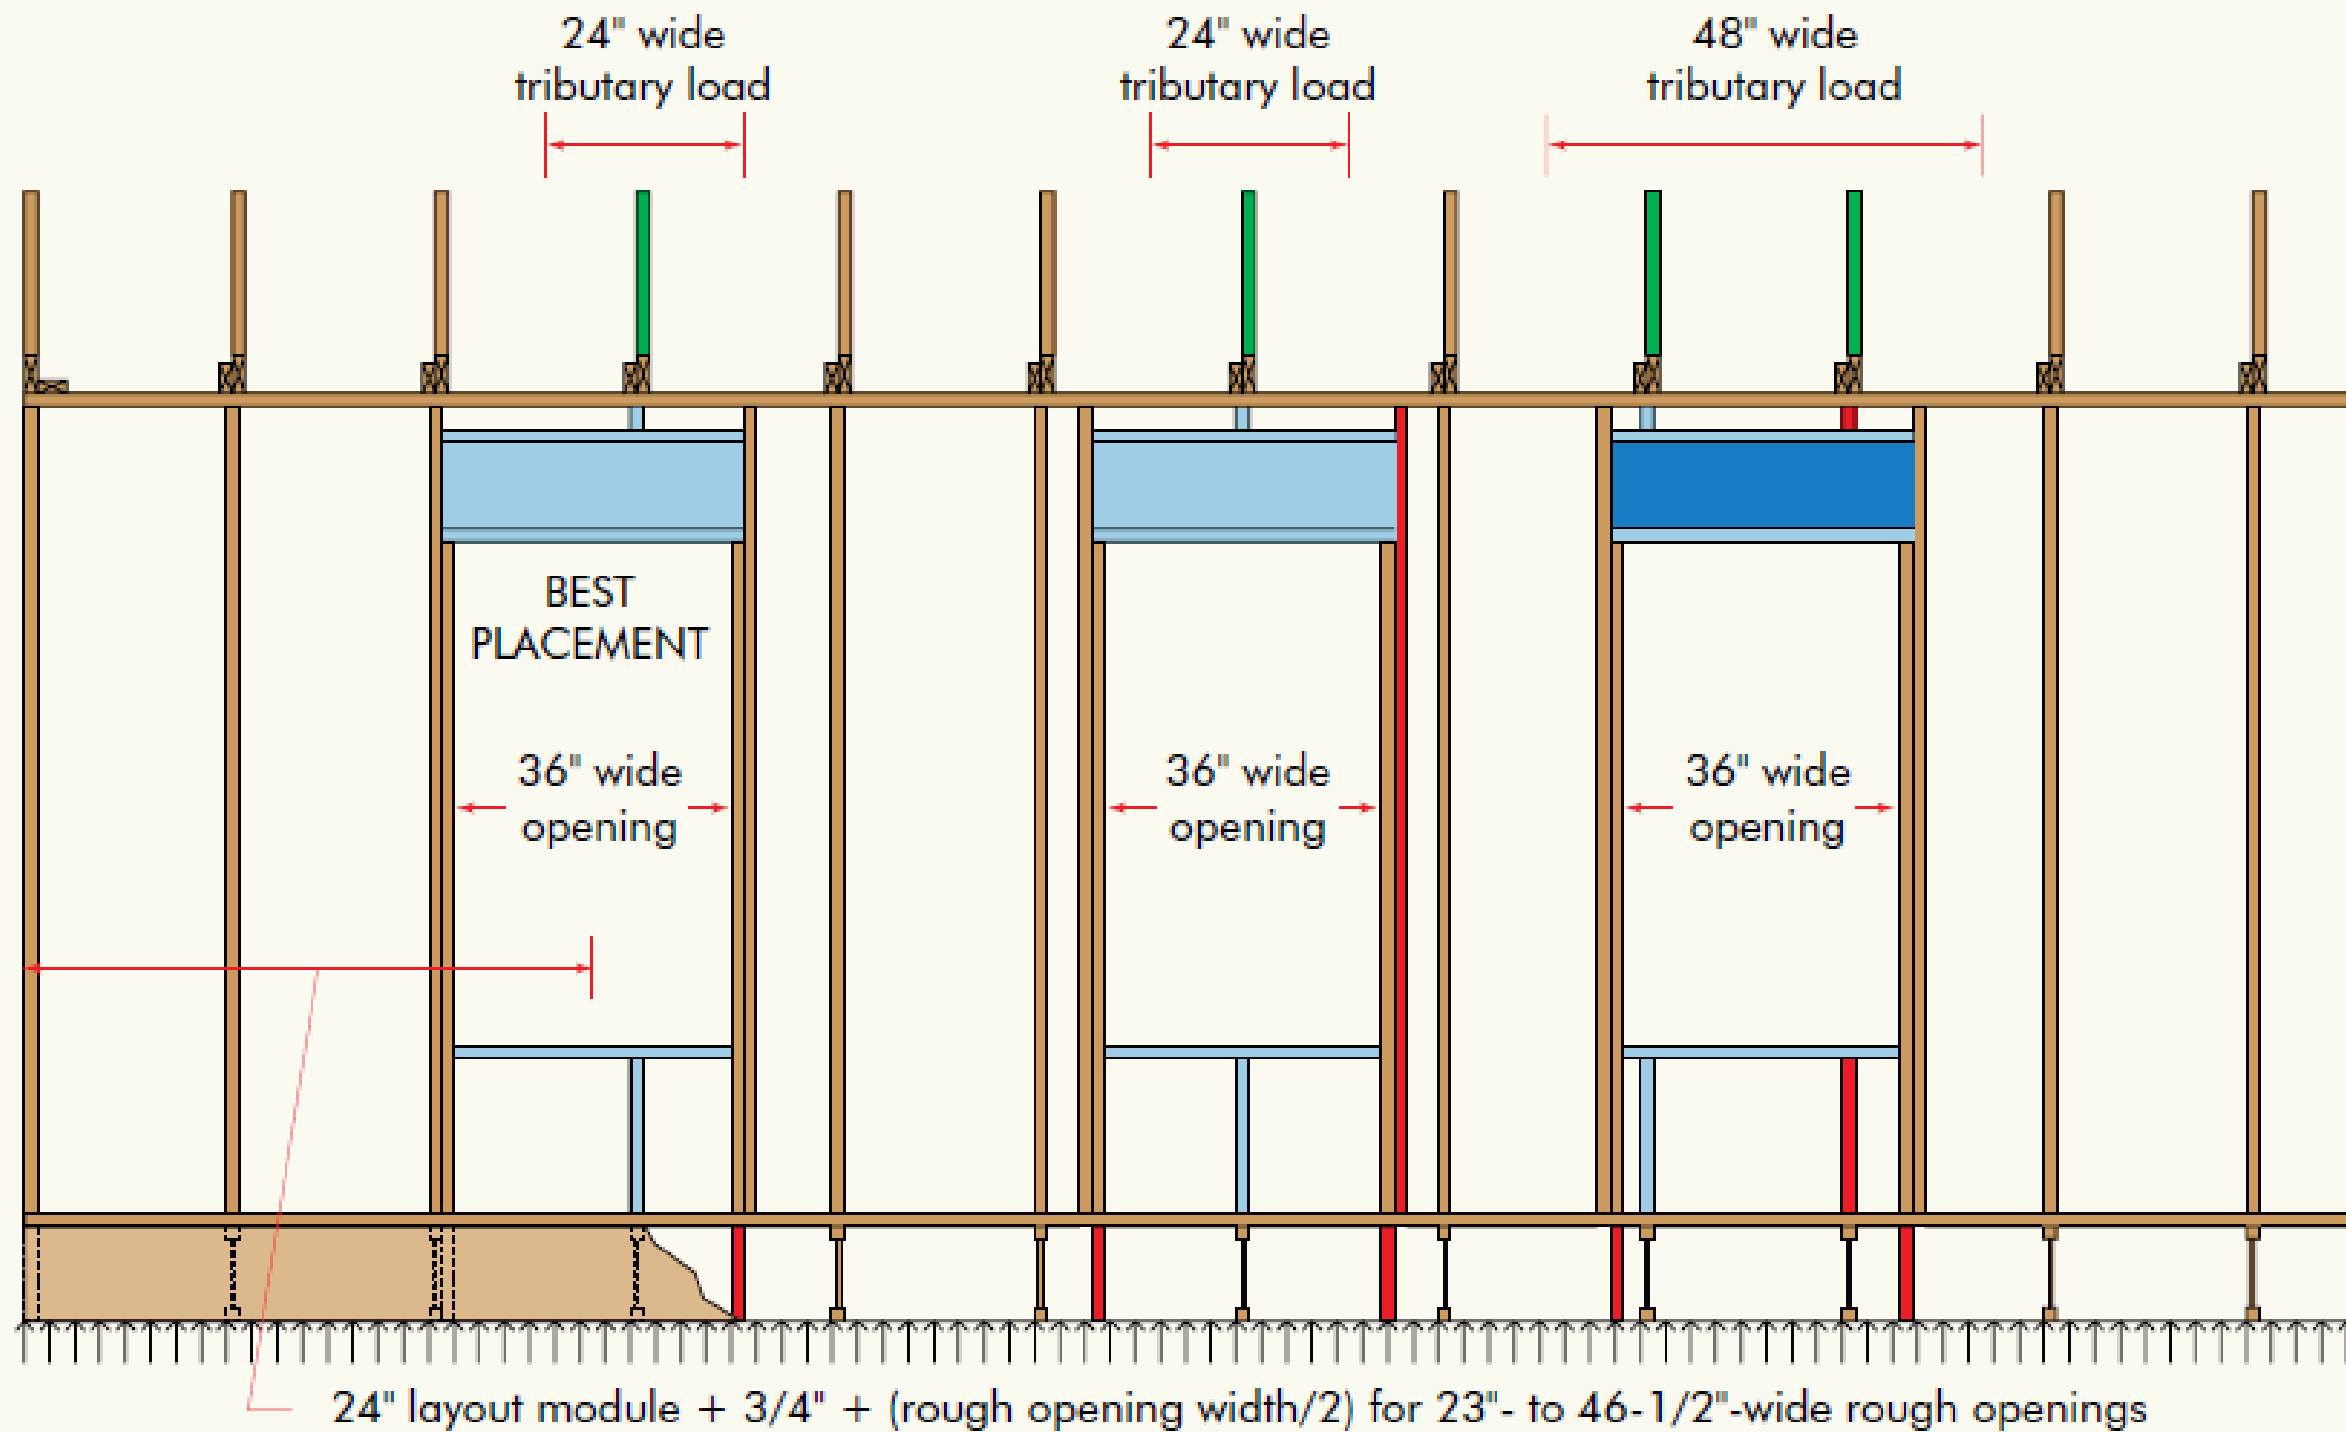 24" wide
tributary load
24" wide
tributary load
48" wide
tributary load
BEST
PLACEMENT
36" wide
opening
36" wide
opening
36" wide
opening
24" layout module + 3/4" + (rough opening width/2) for 23"- to 46-1/2"-wide rough openings